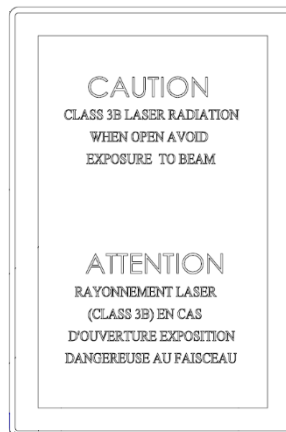 CAUTION
CLASS 3B LASER RADIATION
WHEN OPEN AVOID
EXPOSURE TO BEAM
ATTENTION
RAYONNEMENT LASER
(CLASS 3B) EN CAS
D'OUVERTURE EXPOSITION
DANGEREUSE AU FAISCEAU